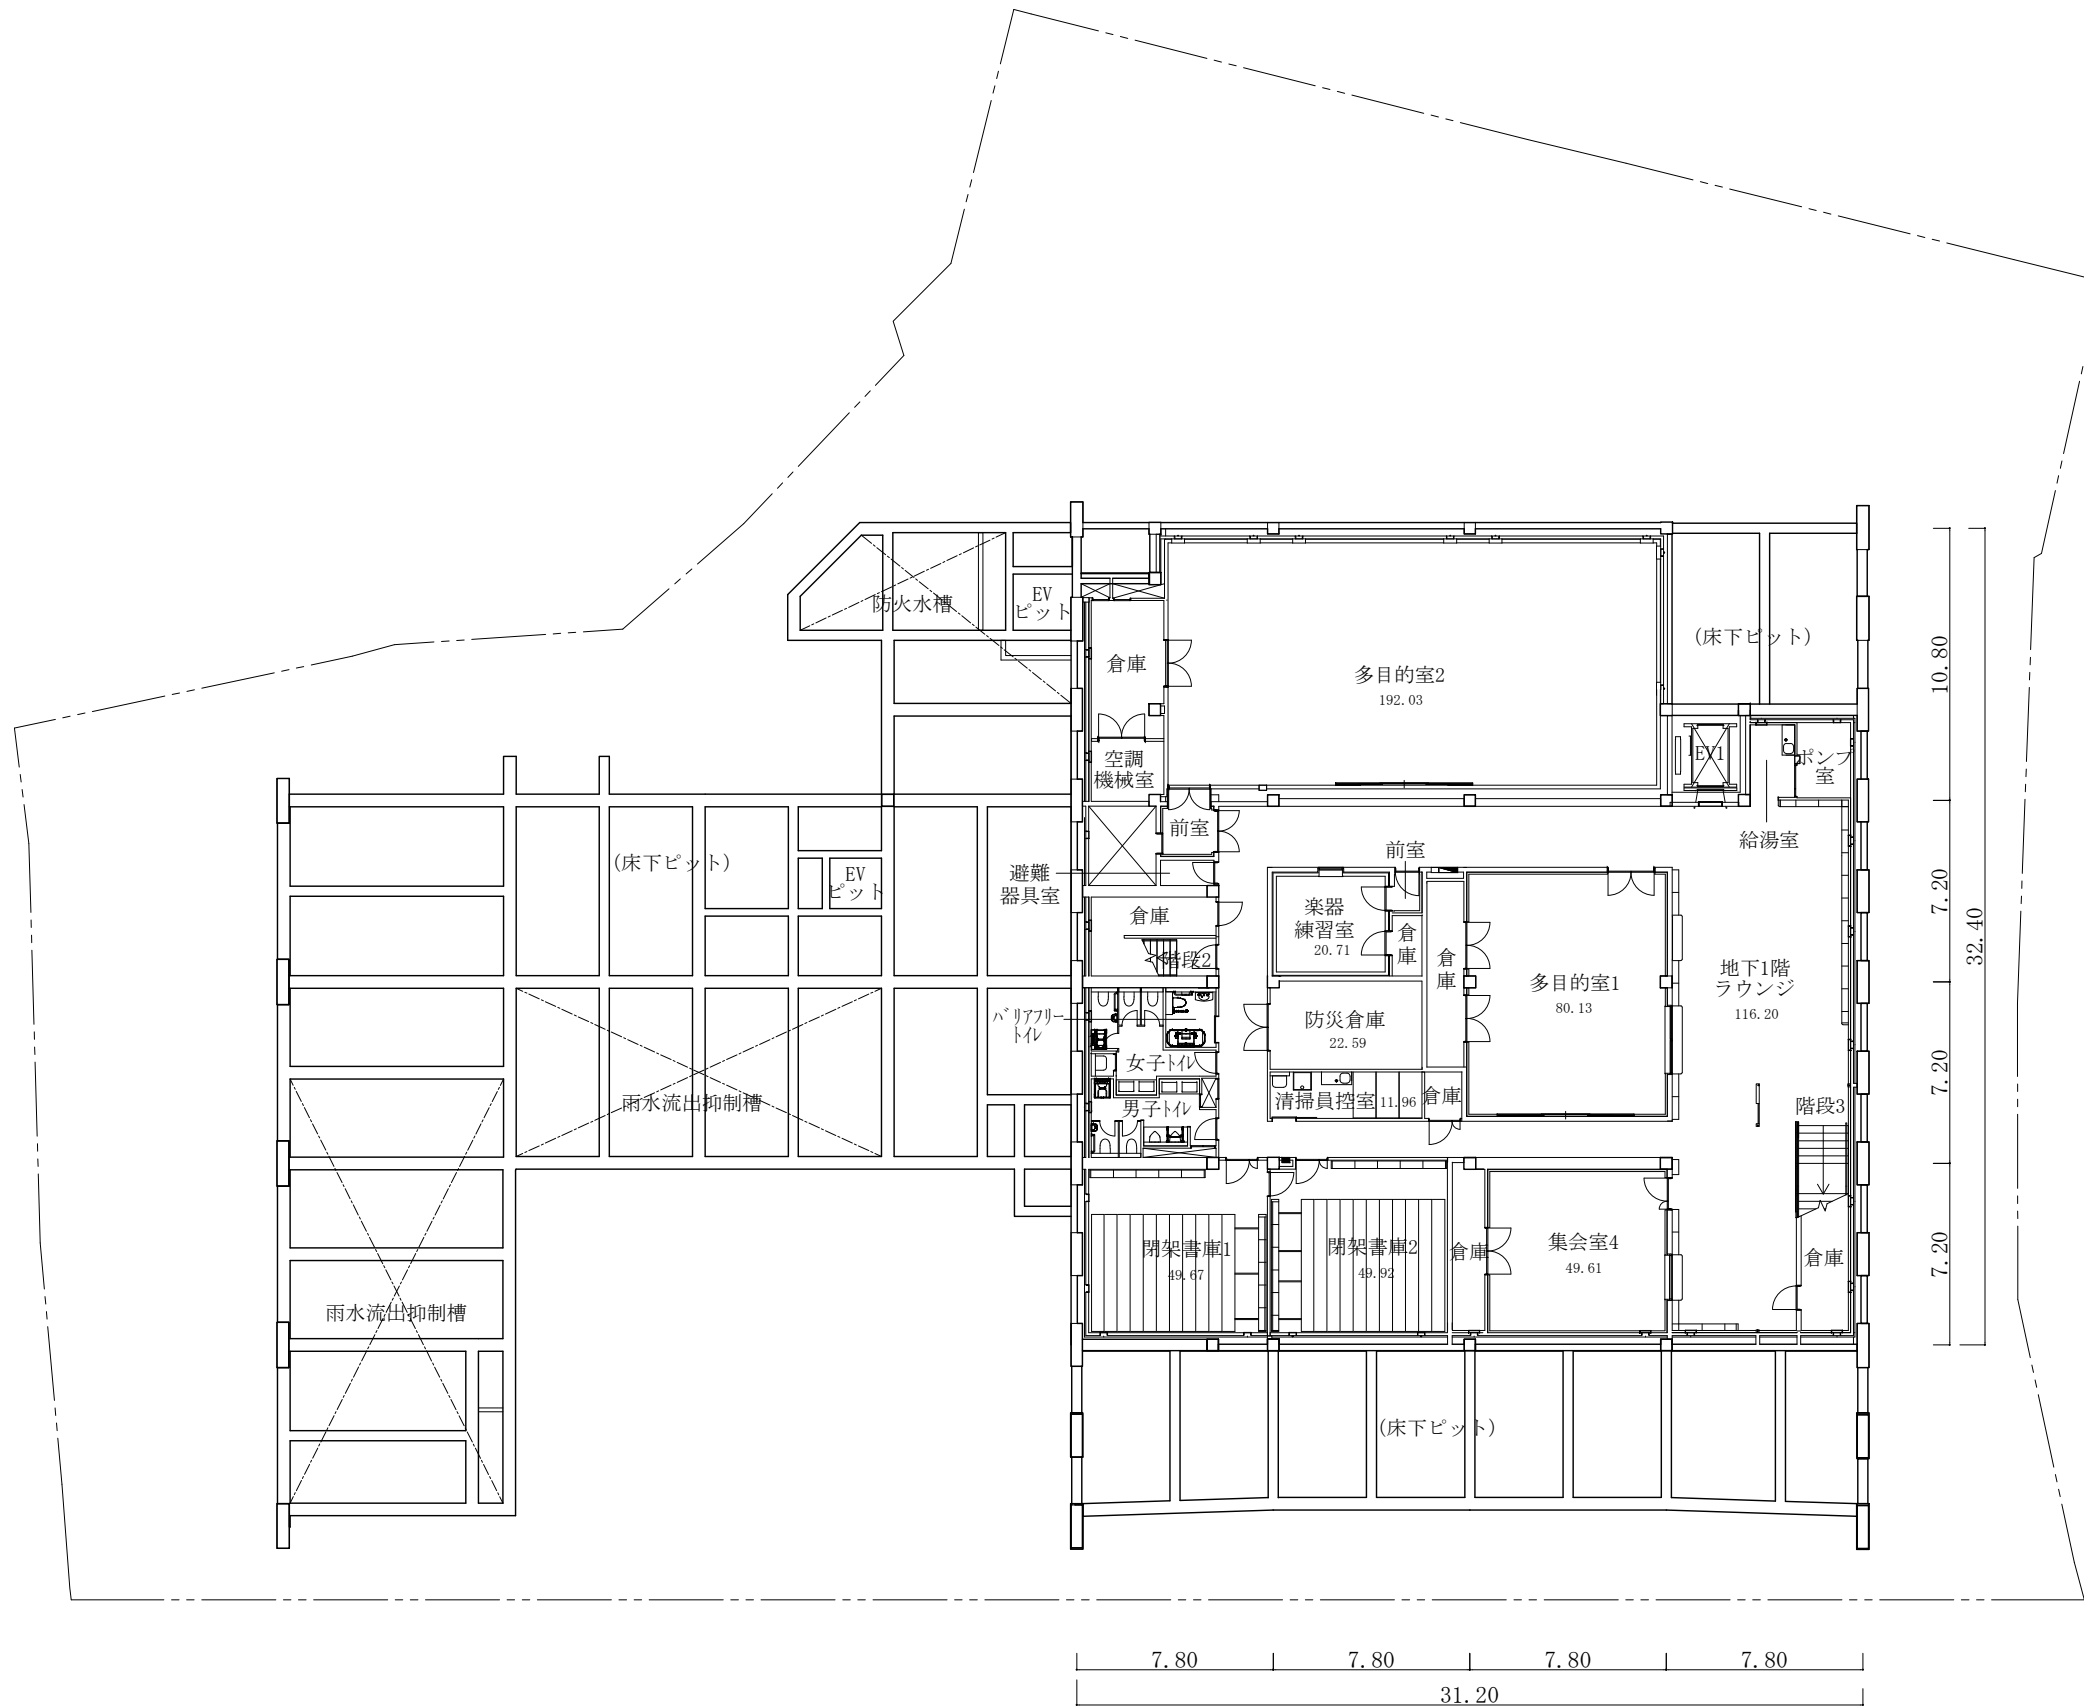 防火水槽
EV
ピット
倉庫
多目的室2
192.03
(床下ピット)
10.80
空調
機械室
EV1
ポンプ
室
前室
給湯室
(床下ピット)
EV
ピット
避難
器具室
前室
倉庫
楽器
練習室
20.71
倉
庫
倉
庫
階段2
7.20
32.40
多目的室1
80.13
地下1階
ラウンジ
116.20
バリアフリー
トイレ
防災倉庫
22.59
女子トイレ
7.20
雨水流出抑制槽
男子トイレ
清掃員控室
11.96
倉庫
階段3
閉架書庫1
49.67
閉架書庫2
49.92
倉庫
集会室4
49.61
倉庫
7.20
雨水流出抑制槽
(床下ピット)
7.80
7.80
7.80
7.80
31.20